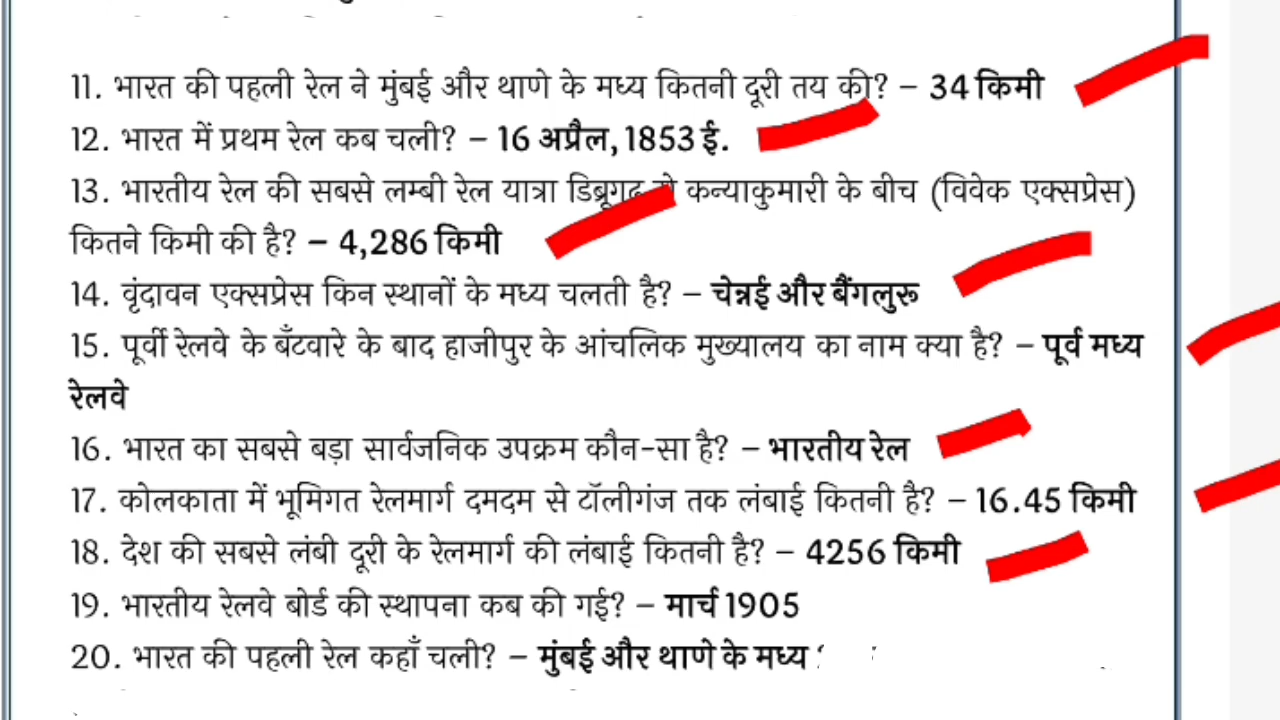 11. भारत की पहली रेल ने मुंबई और थाणे के मध्य कितनी दूरी तय की? – 34 किमी
12. भारत में प्रथम रेल कब चली? – 16 अप्रैल, 1853 ई.
13. भारतीय रेल की सबसे लम्बी रेल यात्रा डिब्रूगढ़ से कन्याकुमारी के बीच (विवेक एक्सप्रेस)
कितने किमी की है? – 4,286 किमी
14. वृंदावन एक्सप्रेस किन स्थानों के मध्य चलती है? – चेन्नई और बैंगलुरू
15. पूर्वी रेलवे के बँटवारे के बाद हाजीपुर के आंचलिक मुख्यालय का नाम क्या है? – पूर्व मध्य
रेलवे
16. भारत का सबसे बड़ा सार्वजनिक उपक्रम कौन-सा है? – भारतीय रेल
17. कोलकाता में भूमिगत रेलमार्ग दमदम से टॉलीगंज तक लंबाई कितनी है? – 16.45 किमी
18. देश की सबसे लंबी दूरी के रेलमार्ग की लंबाई कितनी है? – 4256 किमी
19. भारतीय रेलवे बोर्ड की स्थापना कब की गई? – मार्च 1905
20. भारत की पहली रेल कहाँ चली? – मुंबई और थाणे के मध्य